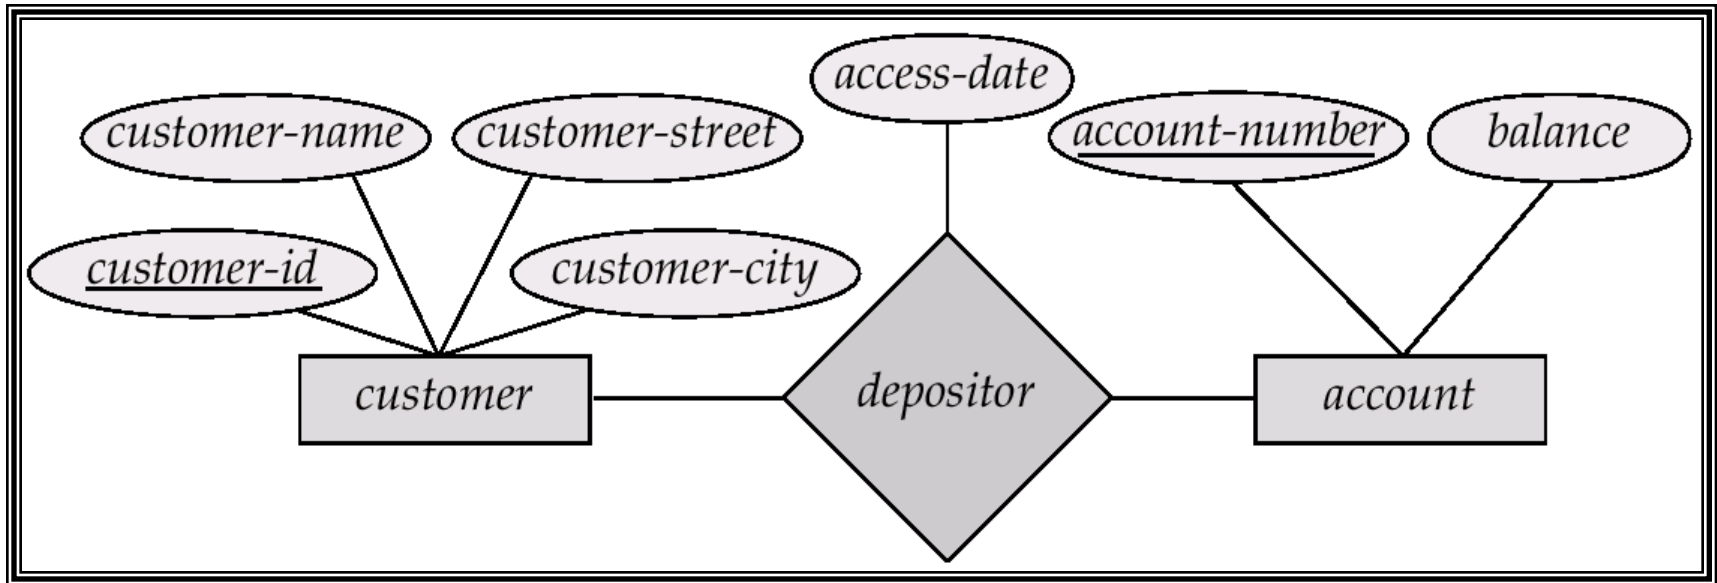 access-date
customer-name
customer-street
account-number
balance
customer-id
customer-city
customer
depositor
account